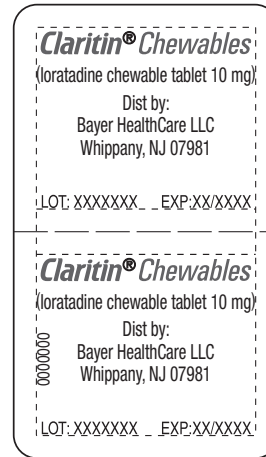 Claritin® Chewables
(loratadine chewable tablet 10 mg)
Dist by:
Bayer HealthCare LLC
Whippany, NJ 07981
LOT: XXXXXXX EXP:XX/XXXX
Claritin® Chewables
(loratadine chewable tablet 10 mg)
Dist by:
Bayer HealthCare LLC
Whippany, NJ 07981
0000000
LOT: XXXXXXX EXP:XX/XXXX